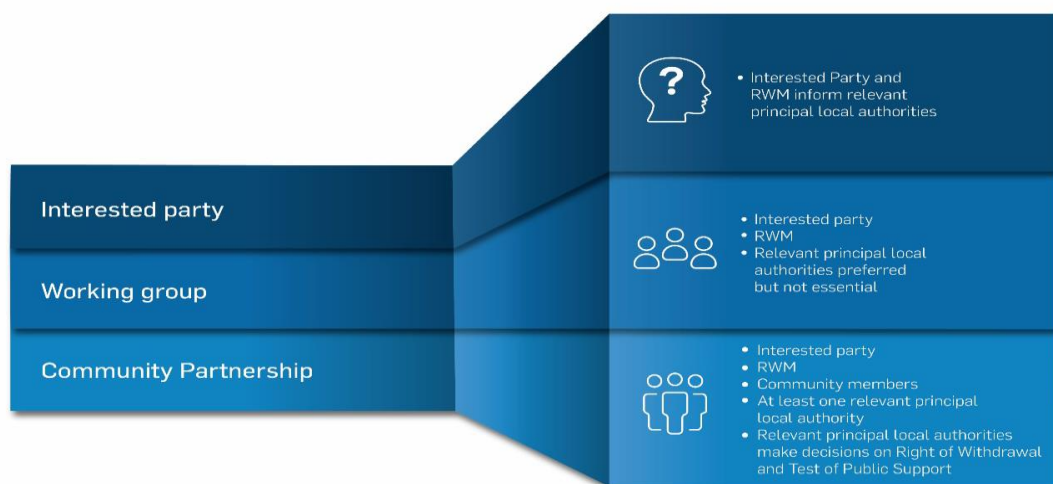 ?
• Interested Party and
RWM inform relevant
principal local authorities
Interested party
• Interested party
• RWM
• Relevant principal local
authorities preferred
but not essential
Working group
Community Partnership
• Interested party
• RWM
• Community members
• At least one relevant principal
local authority
• Relevant principal local authorities
make decisions on Right of Withdrawal
and Test of Public Support